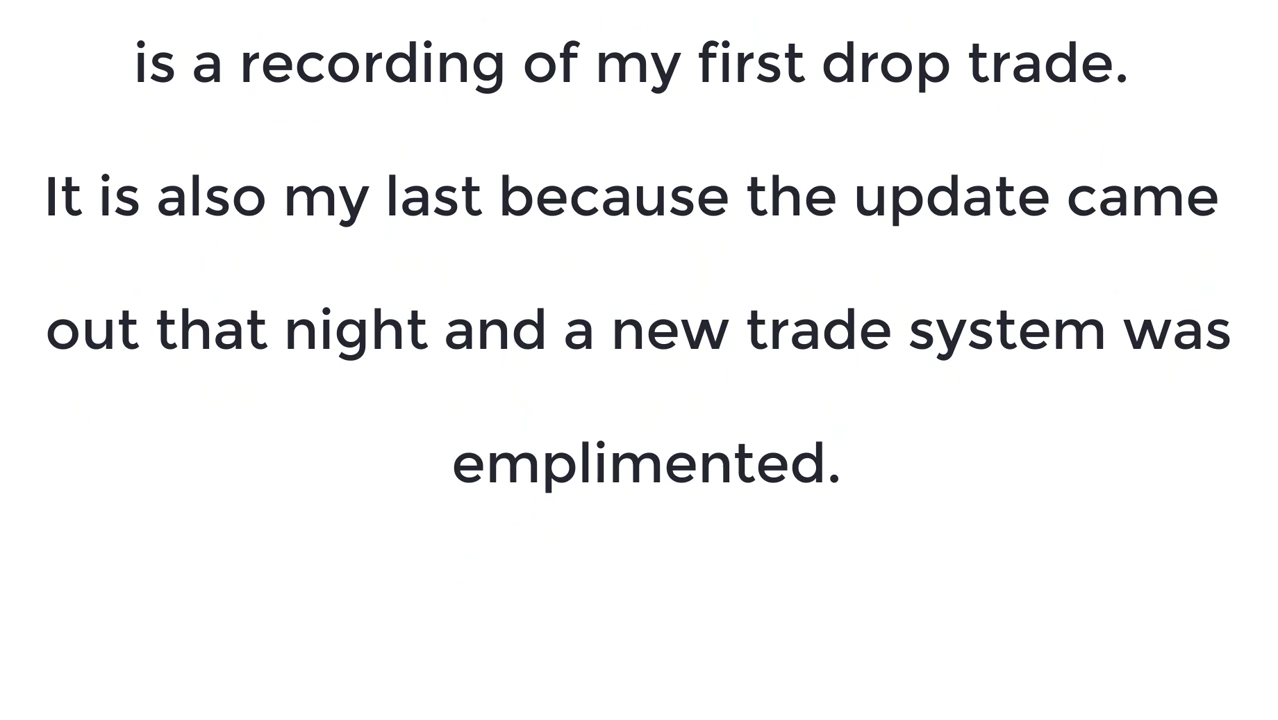 is a recording of my first drop trade.
It is also my last because the update came
out that night and a new trade system was
emplimented.